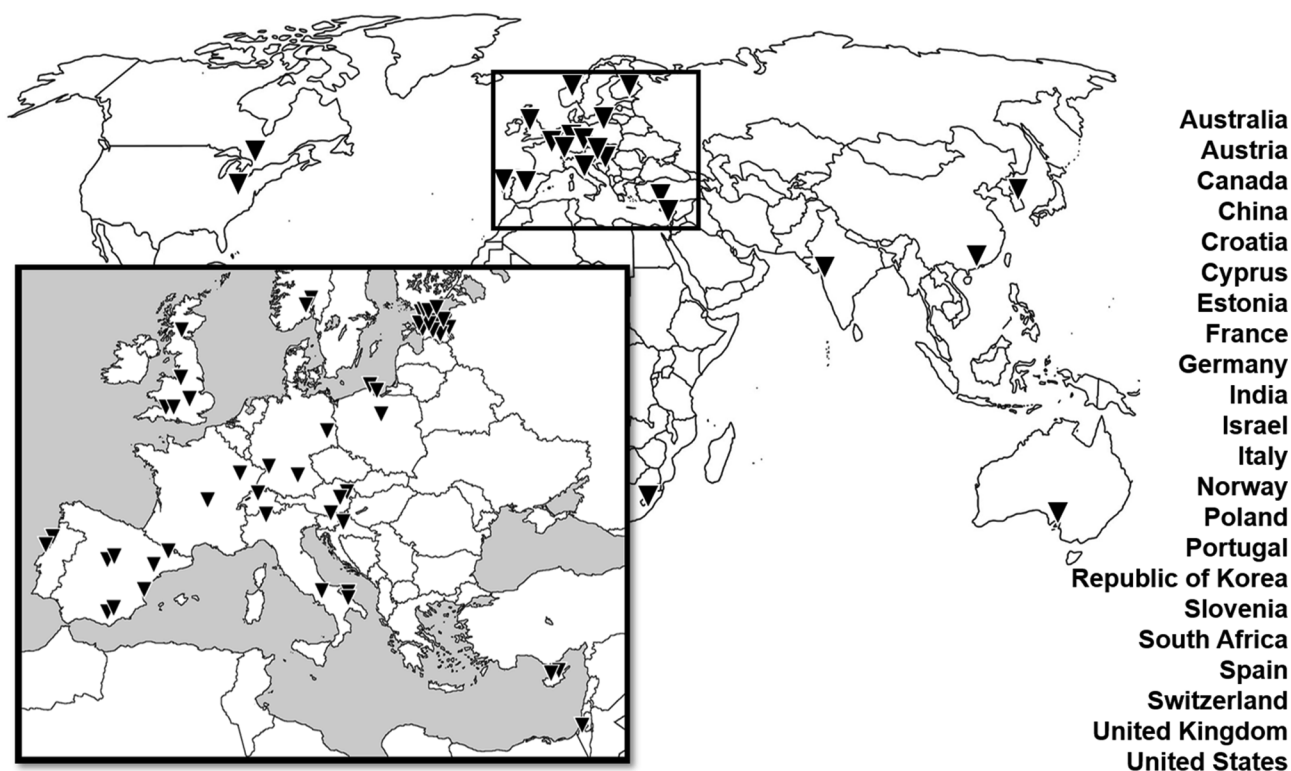 Australia
Austria
Canada
China
Croatia
Cyprus
Estonia
France
Germany
India
Israel
Italy
Norway
Poland
Portugal
Republic of Korea
Slovenia
South Africa
Spain
Switzerland
United Kingdom
United States